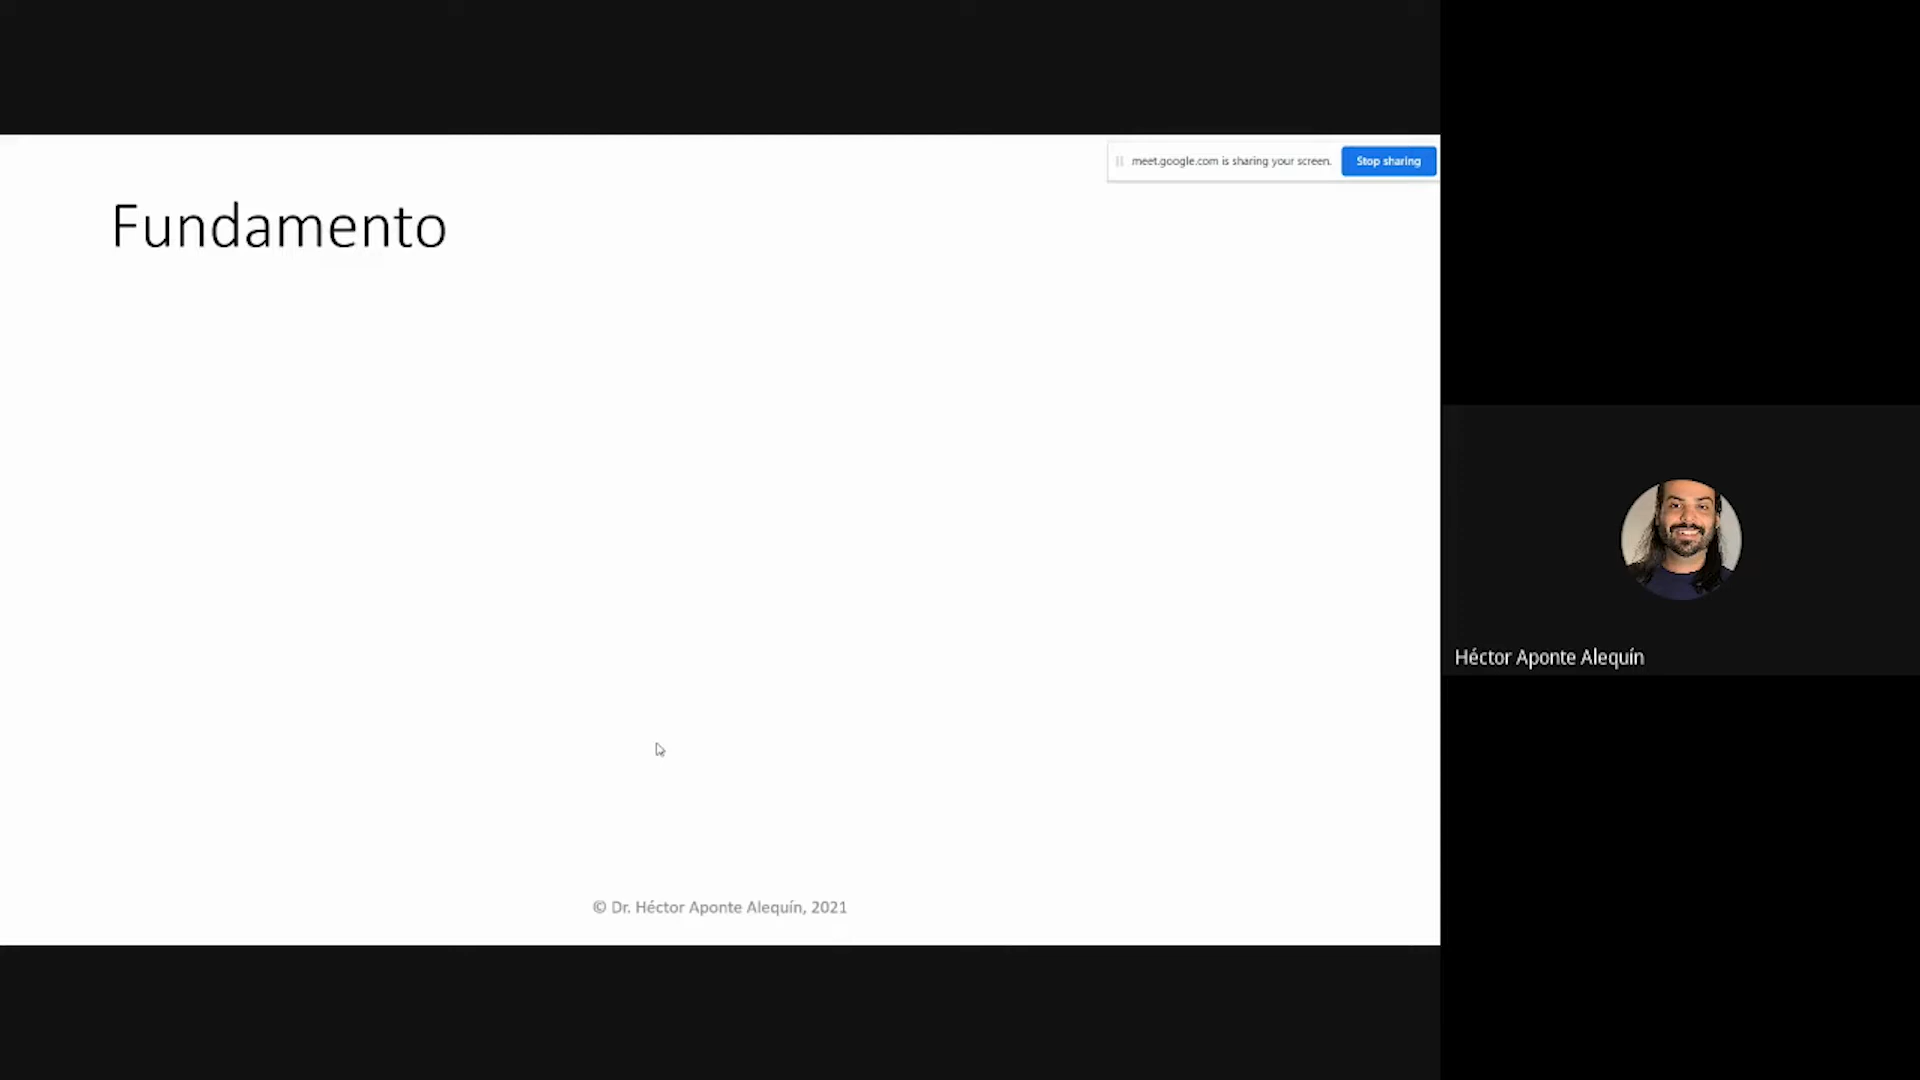 meet.google.com is sharing your screen.
Stop sharing
Fundamento
Héctor Aponte Alequín
© Dr. Héctor Aponte Alequín, 2021